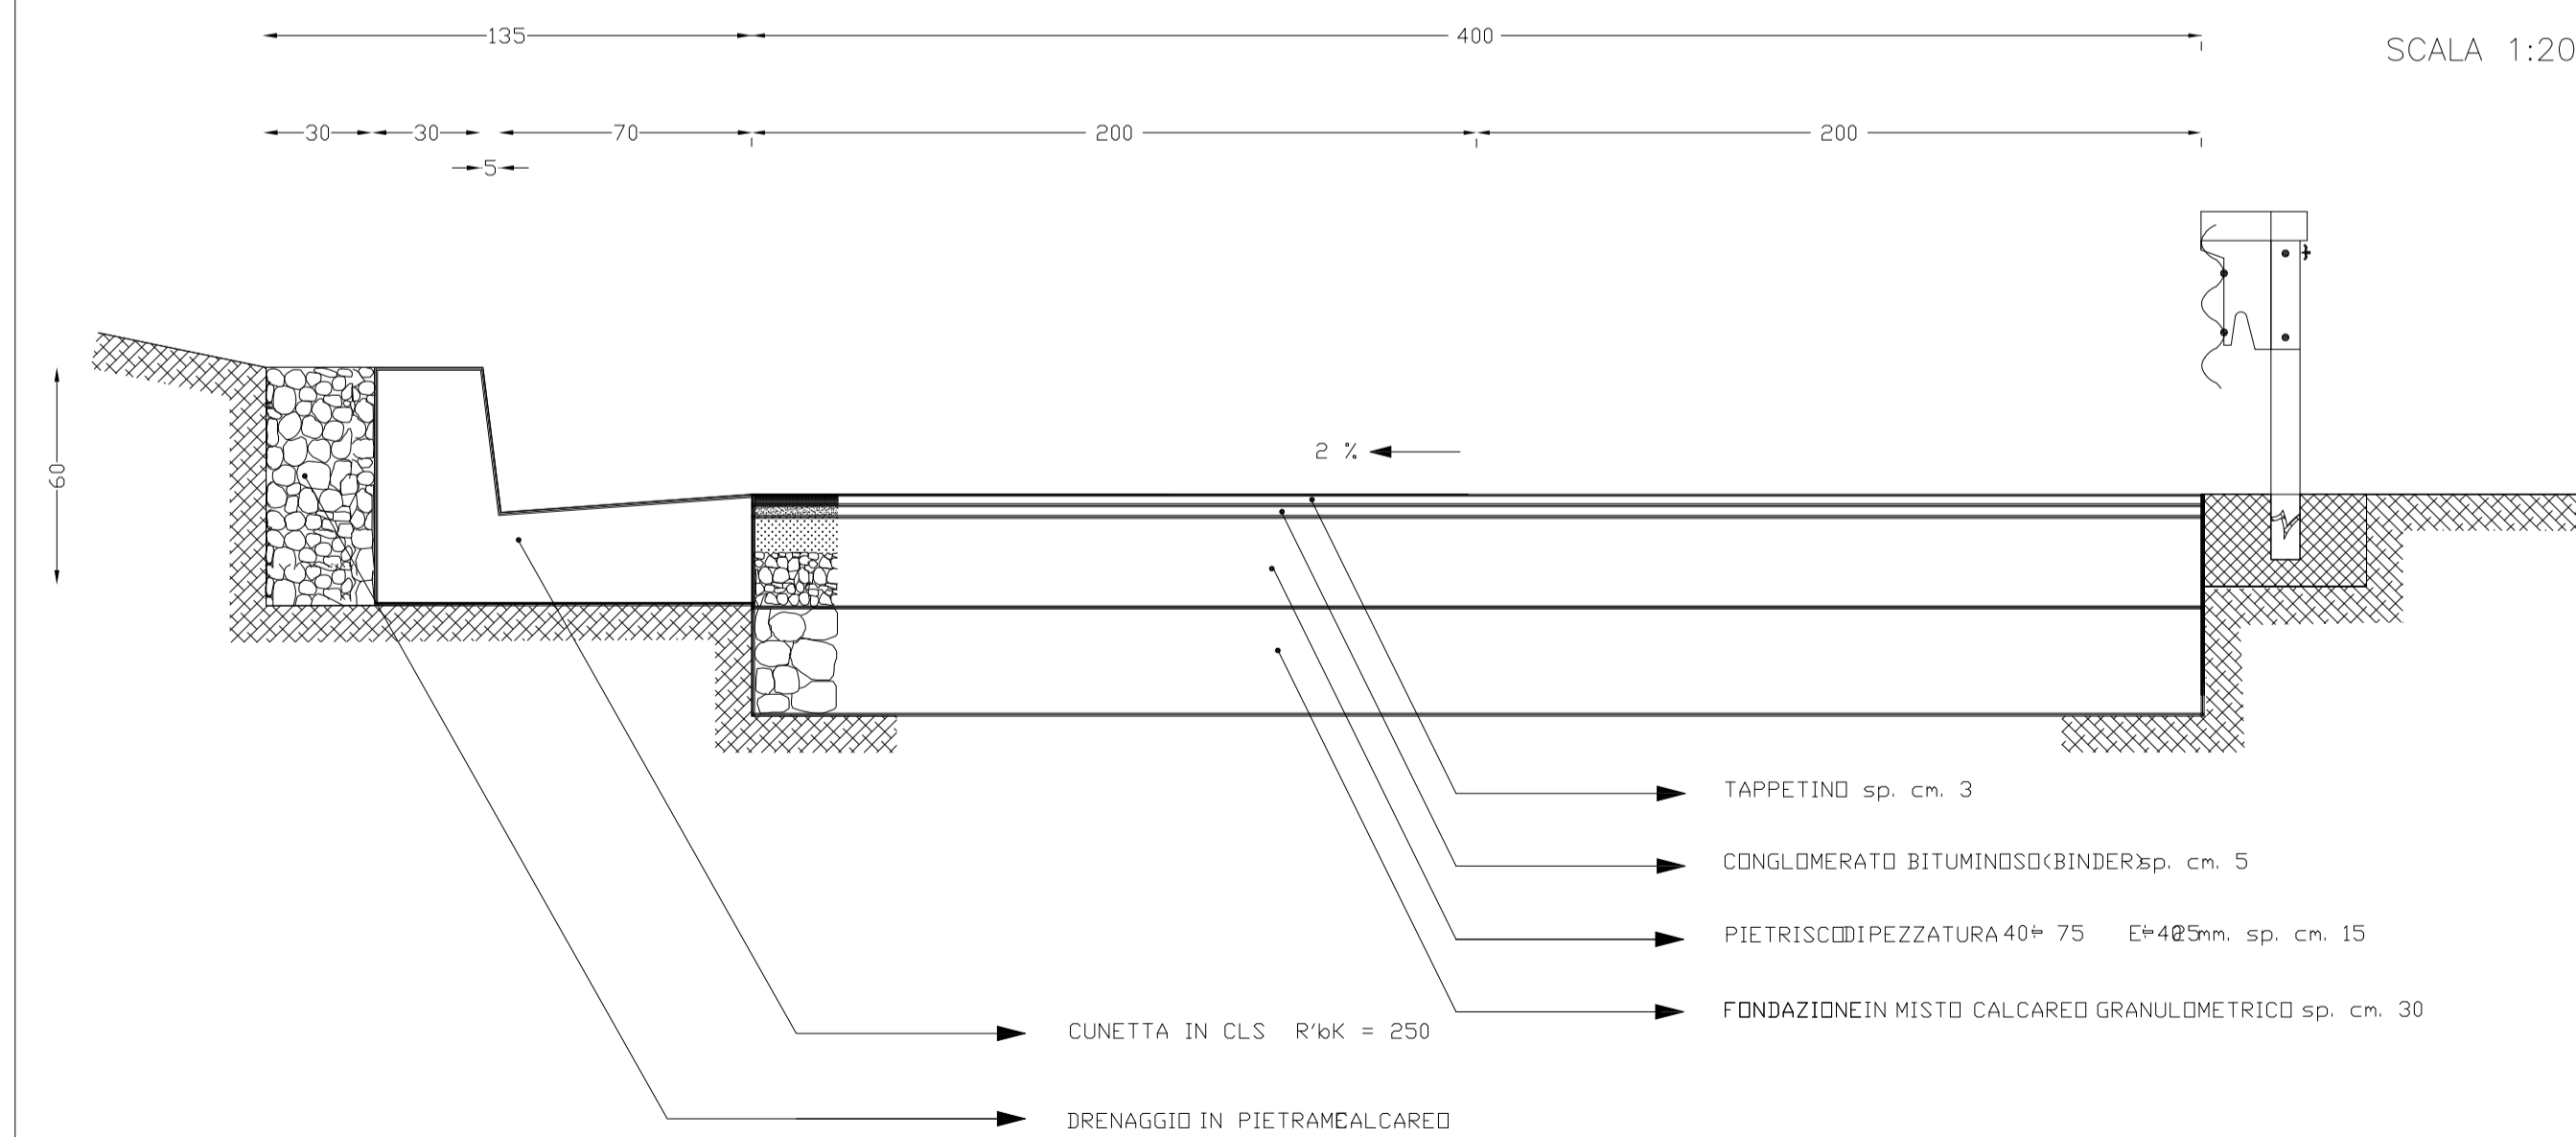 135
400
SCALA 1:20
30
30
70
200
200
5
60
2 %
TAPPETINO sp. cm. 3
CONGLOMERATO BITUMINOSO(BINDER)sp. cm. 5
PIETRISCO DI PEZZATURA 40÷ 75 E mm. sp. cm. 15
FONDAZIONE IN MISTO CALCAREO GRANULOMETRICO sp. cm. 30
CUNETTA IN CLS R'bK = 250
DRENAGGIO IN PIETRAME CALCAREO